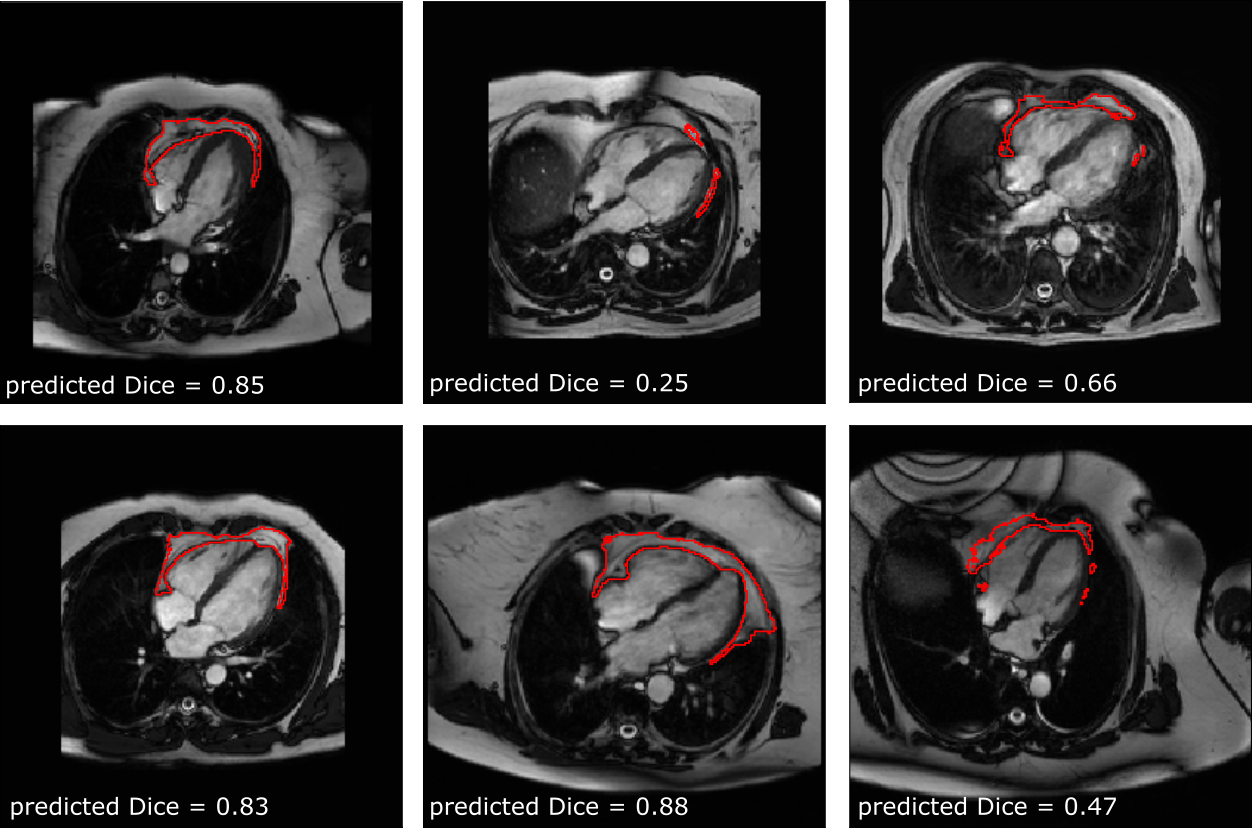 predicted Dice = 0.85
predicted Dice = 0.25
predicted Dice = 0.66
predicted Dice = 0.83
predicted Dice = 0.88
predicted Dice = 0.47